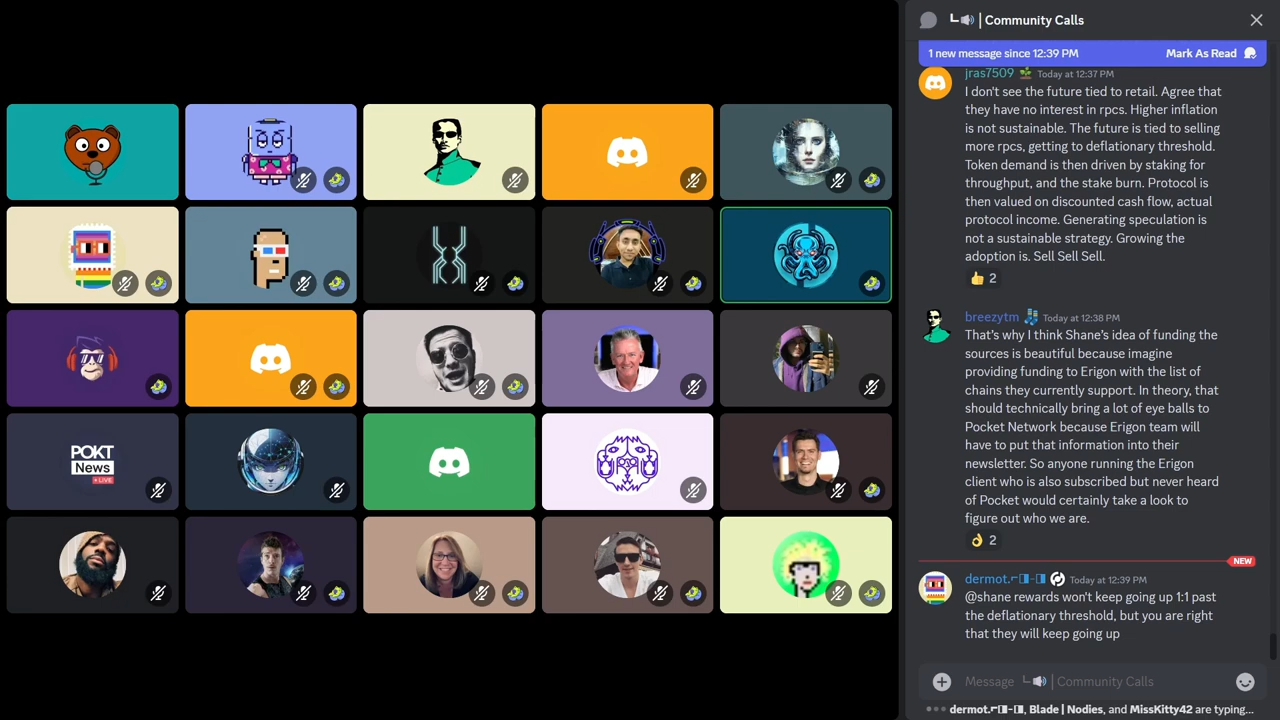 Community Calls
1 new message since 12:39 PM Mark As Read
jras7509 Today at 12:37 PM
I don't see the future tied to retail. Agree that
they have no interest in rpcs. Higher inflation
is not sustainable. The future is tied to selling
more rpcs, getting to deflationary threshold.
Token demand is then driven by staking for
throughput, and the stake burn. Protocol is
then valued on discounted cash flow, actual
protocol income. Generating speculation is
not a sustainable strategy. Growing the
adoption is. Sell Sell Sell.
2
breezytm Today at 12:38 PM
That's why I think Shane's idea of funding the
sources is beautiful because imagine
providing funding to Erigon with the list of
chains they currently support. In theory, that
should technically bring a lot of eye balls to
Pocket Network because Erigon team will
have to put that information into their
newsletter. So anyone running the Erigon
client who is also subscribed but never heard
of Pocket would certainly take a look to
figure out who we are.
2
NEW
dermot. Today at 12:39 PM
@shane rewards won't keep going up 1:1 past
the deflationary threshold, but you are right
that they will keep going up
Message Community Calls
dermot. , Blade | Nodies, and MissKitty42 are typing...
POKT
News
LIVE